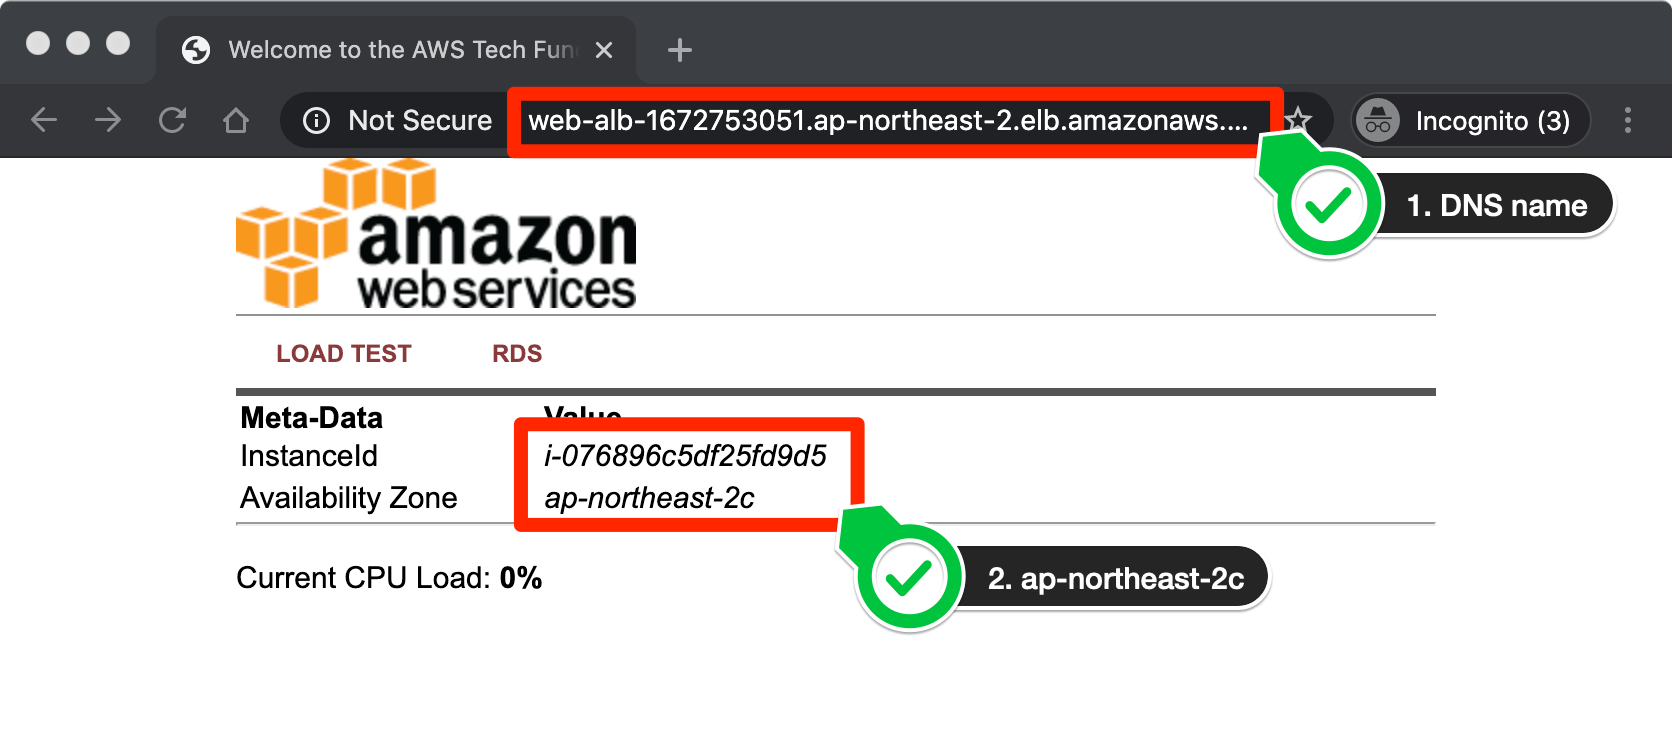 Welcome to the AWS Tech Fun
Not Secure web-alb-1672753051.ap-northeast-2.elb.amazonaws.... Incognito (3)
1. DNS name
amazon
web services
LOAD TEST RDS
Meta-Data Value
InstanceId i-076896c5df25fd9d5
Availability Zone ap-northeast-2c
Current CPU Load: 0%
2. ap-northeast-2c